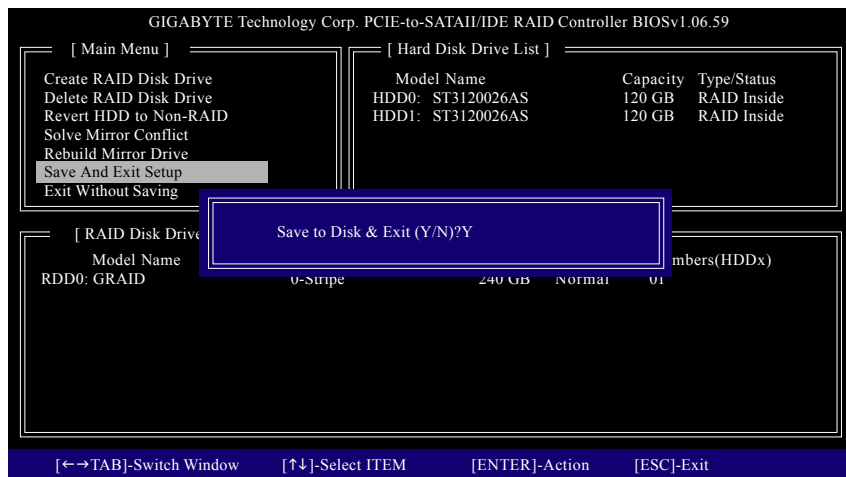 GIGABYTE Technology Corp. PCIE-to-SATAII/IDE RAID Controller BIOSv1.06.59
[ Main Menu ]
Create RAID Disk Drive
Delete RAID Disk Drive
Revert HDD to Non-RAID
Solve Mirror Conflict
Rebuild Mirror Drive
Save And Exit Setup
Exit Without Saving
[ Hard Disk Drive List ]
Model Name Capacity Type/Status
HDD0: ST3120026AS 120 GB RAID Inside
HDD1: ST3120026AS 120 GB RAID Inside
Save to Disk & Exit (Y/N)?Y
[ RAID Disk Drive
Model Name mbers(HDDx)
RDD0: GRAID 0-Stripe 240 GB Normal 01
[←→TAB]-Switch Window [↑↓]-Select ITEM [ENTER]-Action [ESC]-Exit